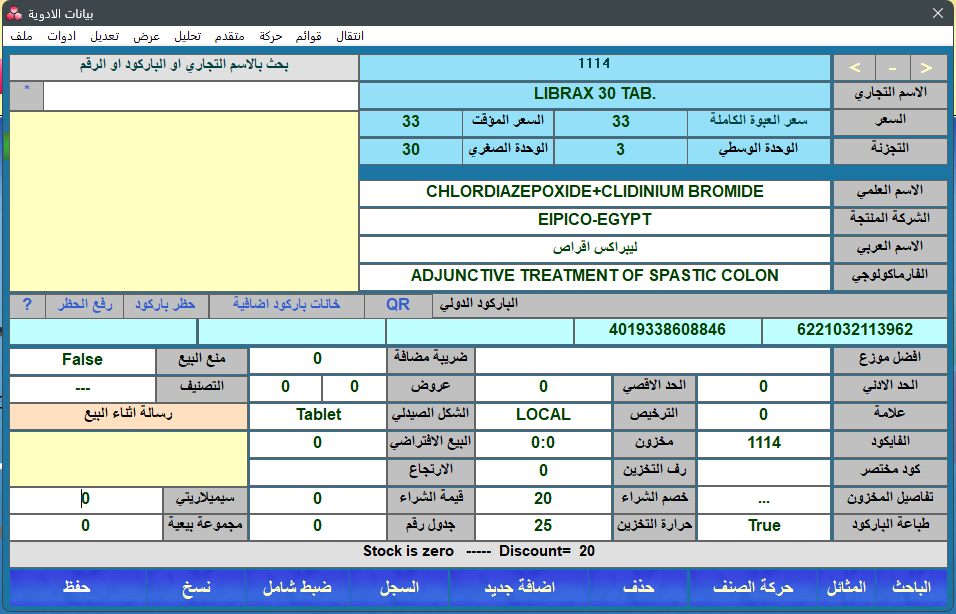 بيانات الادوية
ملف ادوات تعديل عرض تحليل متقدم حركة قوائم انتقال
بحث بالاسم التجاري او الباركود او الرقم
1114
< - >
*
الاسم التجاري LIBRAX 30 TAB.
السعر سعر العبوة الكاملة 33 السعر المؤقت 33
التجزئة الوحدة الوسطي 3 الوحدة الصغري 30
الاسم العلمي CHLORDIAZEPOXIDE+CLIDINIUM BROMIDE
الشركة المنتجة EIPICO-EGYPT
الاسم العربي ليبراكس اقراص
الفارماكولوجي ADJUNCTIVE TREATMENT OF SPASTIC COLON
الباركود الدولي QR خانات باركود اضافية حظر باركود رفع الحظر ?
6221032113962 4019338608846
افضل موزع ضريبة مضافة 0 منع البيع False
الحد الادني 0 الحد الاقصي 0 عروض 0 0 التصنيف ---
علامة 0 الترخيص LOCAL الشكل الصيدلي Tablet رسالة اثناء البيع
الفايكود 1114 مخزون 0:0 البيع الافتراضي 0
كود مختصر رف التخزين 0 الارتجاع
تفاصيل المخزون ... خصم الشراء 20 قيمة الشراء 0 سيميلاريتي 0
طباعة الباركود True حرارة التخزين 25 جدول رقم 0 مجموعة بيعية 0
Stock is zero ----- Discount= 20
الباحث المثائل حركة الصنف حذف اضافة جديد السجل ضبط شامل نسخ حفظ